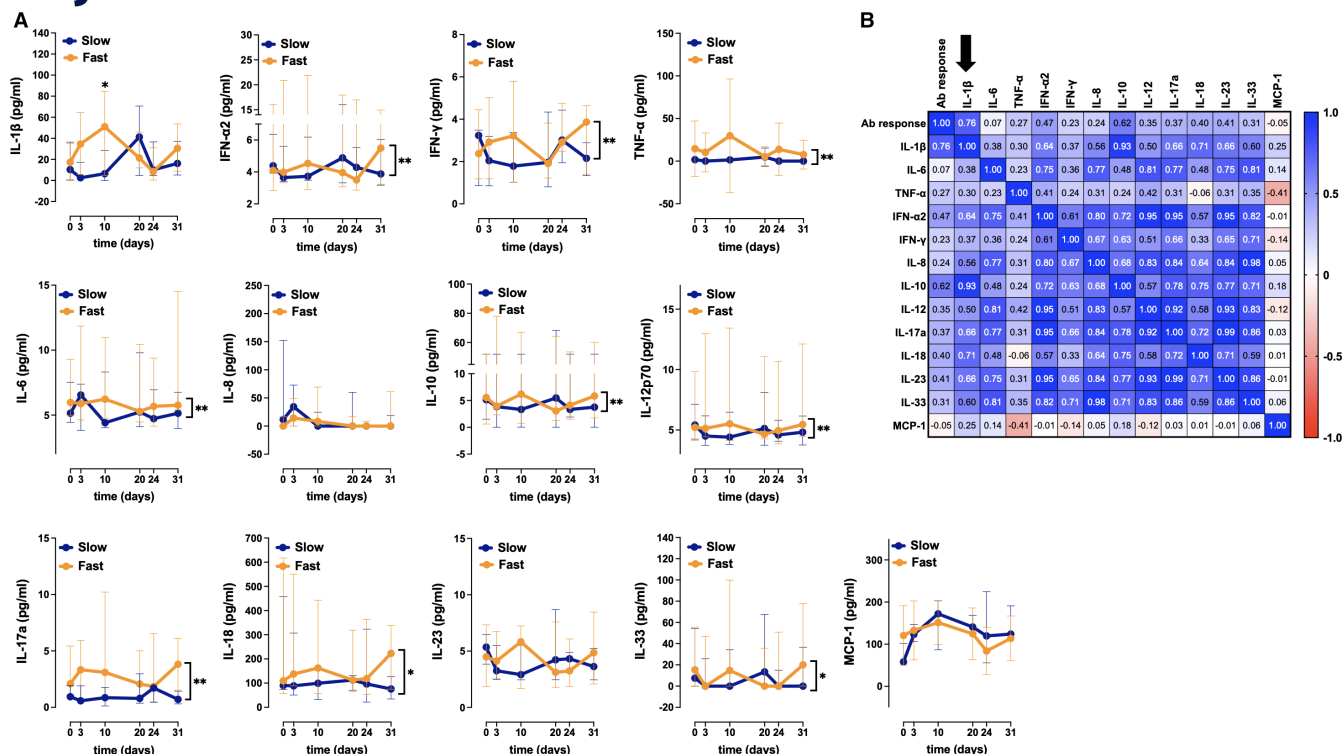 A
IL-1β (pg/ml)
140
120
100
80
60
40
20
0
-20
Slow
Fast
*
0 3 10 20 24 31
time (days)
IFN-α2 (pg/ml)
30
25
20
15
6
4
2
Slow
Fast
**
0 3 10 20 24 31
time (days)
IFN-γ (pg/ml)
8
6
4
2
0
Slow
Fast
**
0 3 10 20 24 31
time (days)
TNF-α (pg/ml)
150
100
50
0
-50
Slow
Fast
**
0 3 10 20 24 31
time (days)
IL-6 (pg/ml)
15
10
5
Slow
Fast
**
0 3 10 20 24 31
time (days)
IL-8 (pg/ml)
250
200
150
100
50
0
-50
Slow
Fast
0 3 10 20 24 31
time (days)
IL-10 (pg/ml)
100
80
60
10
5
0
-5
Slow
Fast
**
0 3 10 20 24 31
time (days)
IL-12p70 (pg/ml)
15
10
5
Slow
Fast
**
0 3 10 20 24 31
time (days)
IL-17a (pg/ml)
15
10
5
0
Slow
Fast
**
0 3 10 20 24 31
time (days)
IL-18 (pg/ml)
700
600
500
400
300
200
100
0
Slow
Fast
*
0 3 10 20 24 31
time (days)
IL-23 (pg/ml)
15
10
5
0
Slow
Fast
0 3 10 20 24 31
time (days)
IL-33 (pg/ml)
140
120
100
80
60
40
20
0
-20
Slow
Fast
*
0 3 10 20 24 31
time (days)
MCP-1 (pg/ml)
300
200
100
0
Slow
Fast
0 3 10 20 24 31
time (days)
B
Ab response IL-1β IL-6 TNF-α IFN-α2 IFN-γ IL-8 IL-10 IL-12 IL-17a IL-18 IL-23 IL-33 MCP-1
Ab response 1.00 0.76 0.07 0.27 0.47 0.23 0.24 0.62 0.35 0.37 0.40 0.41 0.31 -0.05
IL-1β 0.76 1.00 0.38 0.30 0.64 0.37 0.56 0.93 0.50 0.66 0.71 0.66 0.60 0.25
IL-6 0.07 0.38 1.00 0.23 0.75 0.36 0.77 0.48 0.81 0.77 0.48 0.75 0.81 0.14
TNF-α 0.27 0.30 0.23 1.00 0.41 0.24 0.31 0.24 0.42 0.31 -0.06 0.31 0.35 -0.41
IFN-α2 0.47 0.64 0.75 0.41 1.00 0.61 0.80 0.72 0.95 0.95 0.57 0.95 0.82 -0.01
IFN-γ 0.23 0.37 0.36 0.24 0.61 1.00 0.67 0.63 0.51 0.66 0.33 0.65 0.71 -0.14
IL-8 0.24 0.56 0.77 0.31 0.80 0.67 1.00 0.68 0.83 0.84 0.64 0.84 0.98 0.05
IL-10 0.62 0.93 0.48 0.24 0.72 0.63 0.68 1.00 0.57 0.78 0.75 0.77 0.71 0.18
IL-12 0.35 0.50 0.81 0.42 0.95 0.51 0.83 0.57 1.00 0.92 0.58 0.93 0.83 -0.12
IL-17a 0.37 0.66 0.77 0.31 0.95 0.66 0.84 0.78 0.92 1.00 0.72 0.99 0.86 0.03
IL-18 0.40 0.71 0.48 -0.06 0.57 0.33 0.64 0.75 0.58 0.72 1.00 0.71 0.59 0.01
IL-23 0.41 0.66 0.75 0.31 0.95 0.65 0.84 0.77 0.93 0.99 0.71 1.00 0.86 -0.01
IL-33 0.31 0.60 0.81 0.35 0.82 0.71 0.98 0.71 0.83 0.86 0.59 0.86 1.00 0.06
MCP-1 -0.05 0.25 0.14 -0.41 -0.01 -0.14 0.05 0.18 -0.12 0.03 0.01 -0.01 0.06 1.00
1.0
0.5
0
-0.5
-1.0